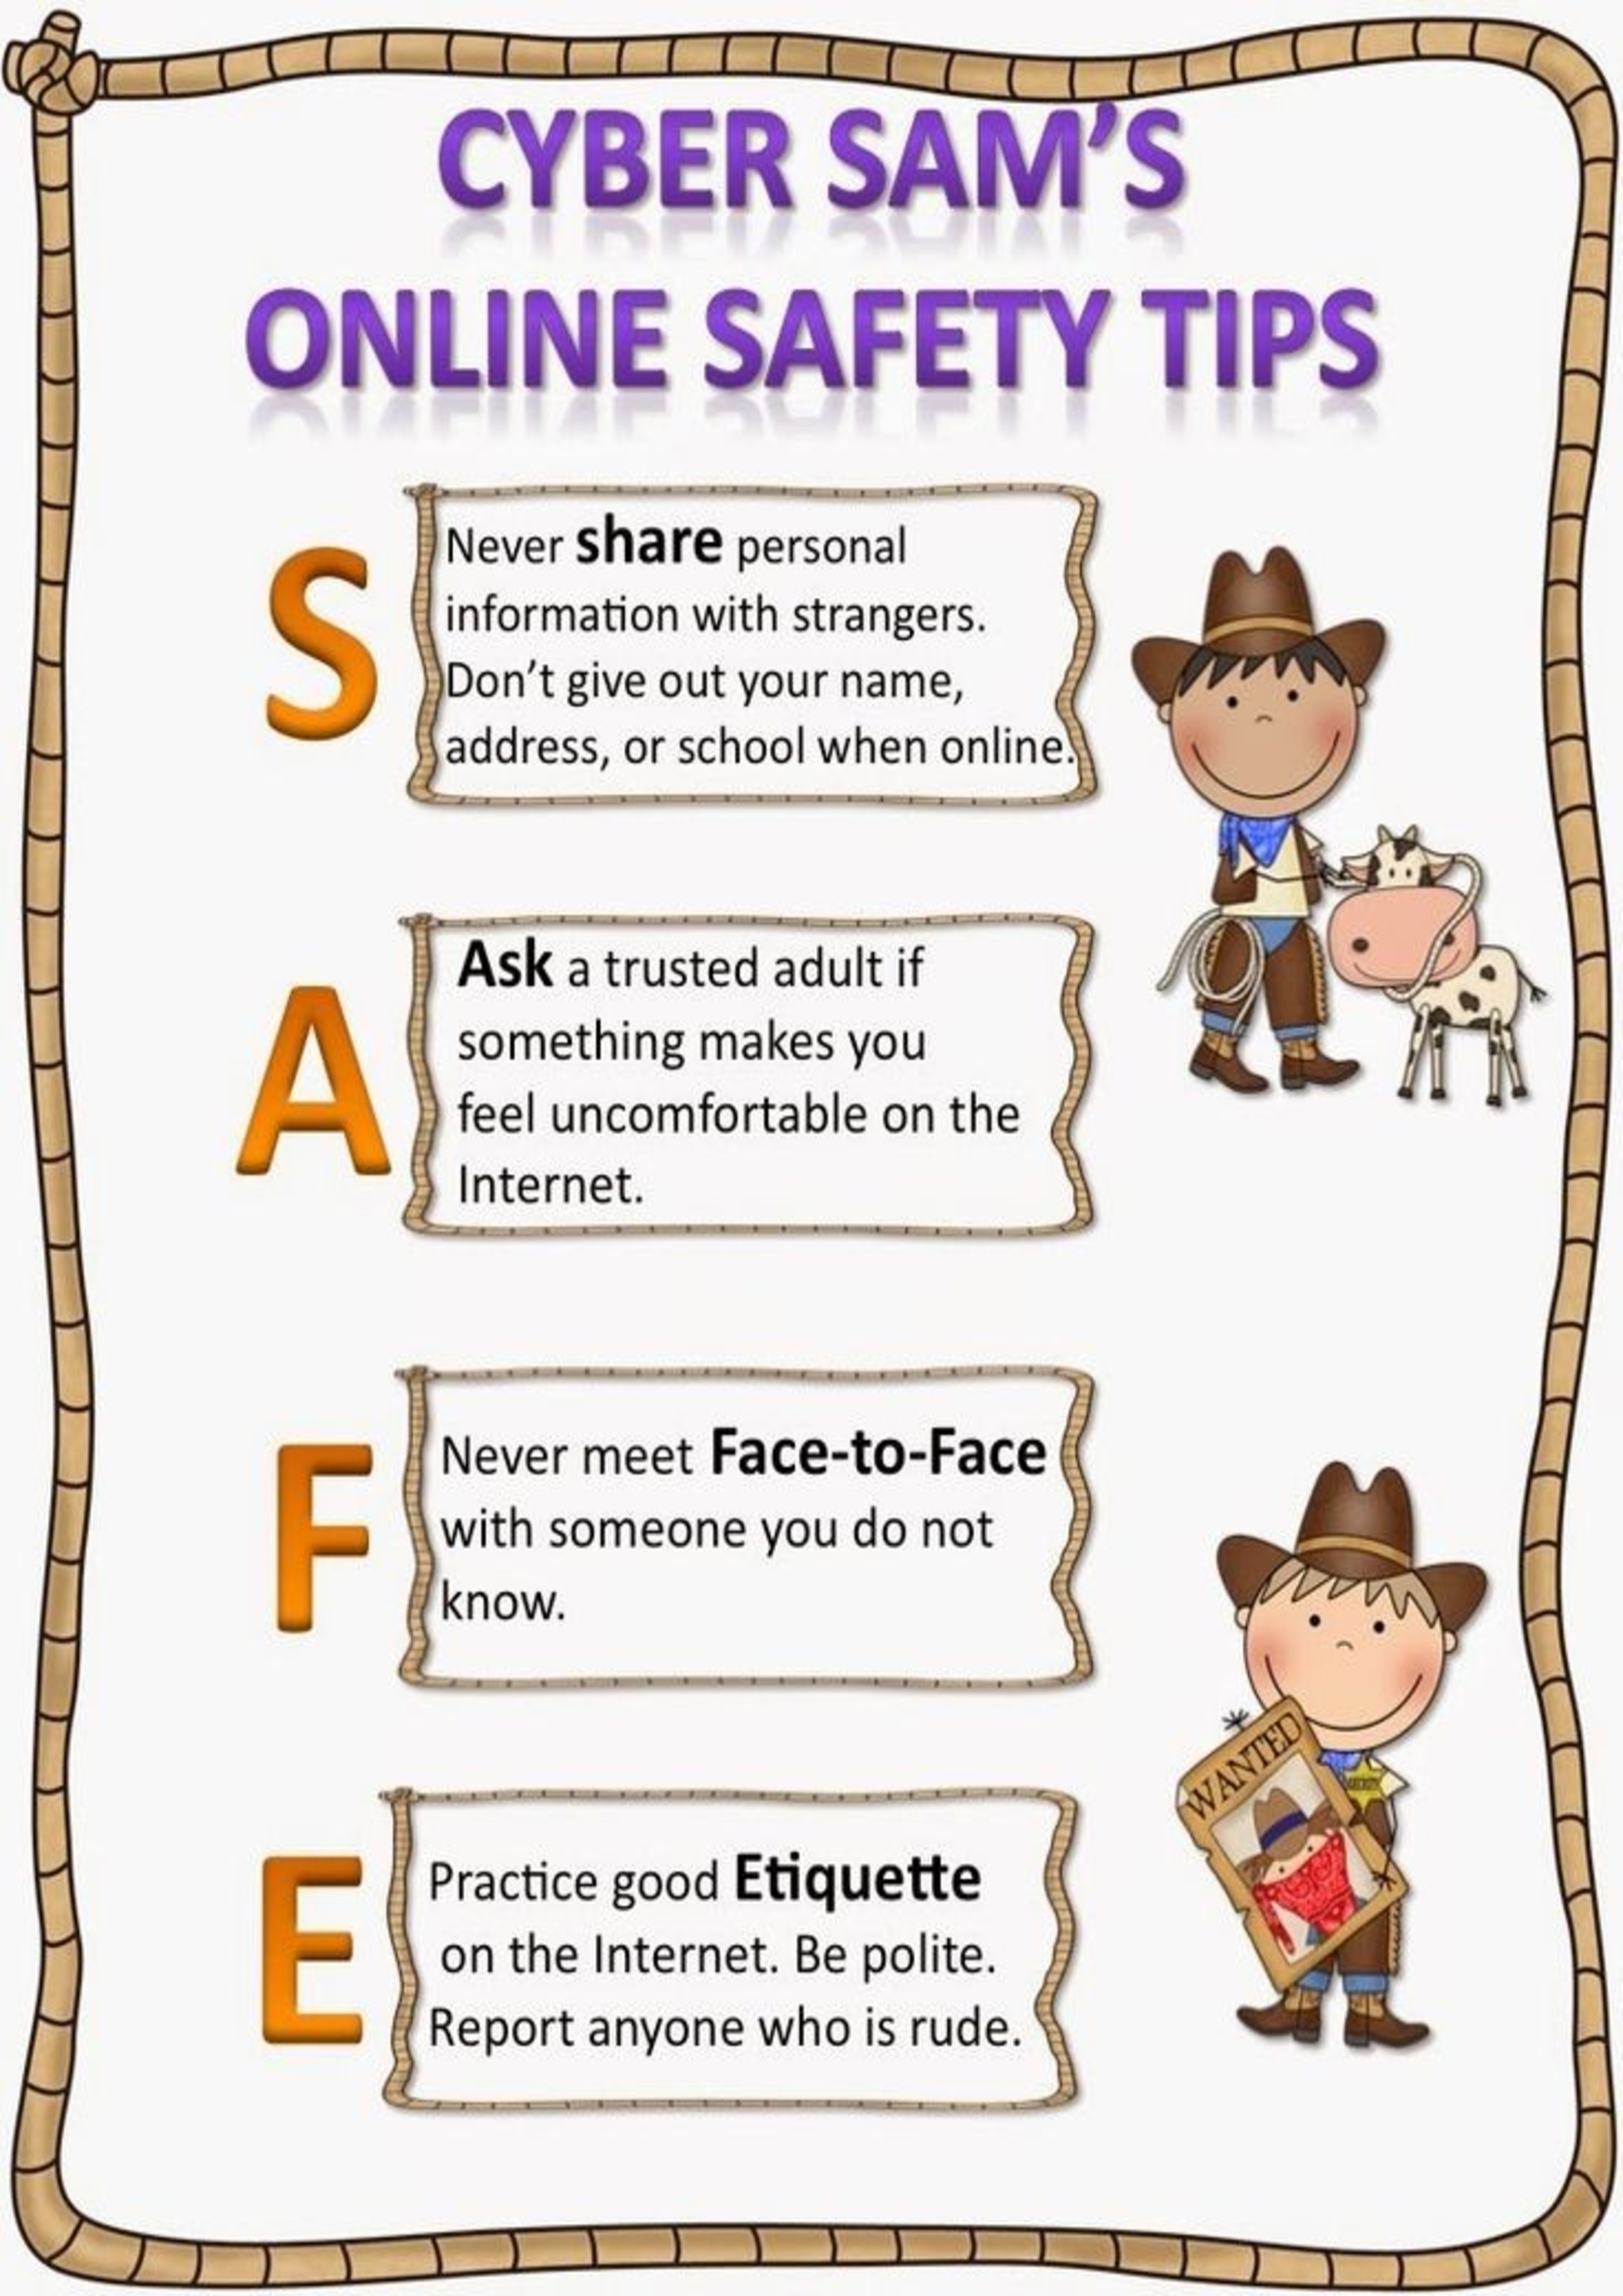 CYBER SAM'S
ONLINE SAFETY TIPS
S
Never share personal
information with strangers.
Don't give out your name,
address, or school when online.
A
Ask a trusted adult if
something makes you
feel uncomfortable on the
Internet.
F
Never meet Face-to-Face
with someone you do not
know.
E
Practice good Etiquette
on the Internet. Be polite.
Report anyone who is rude.
WANTED